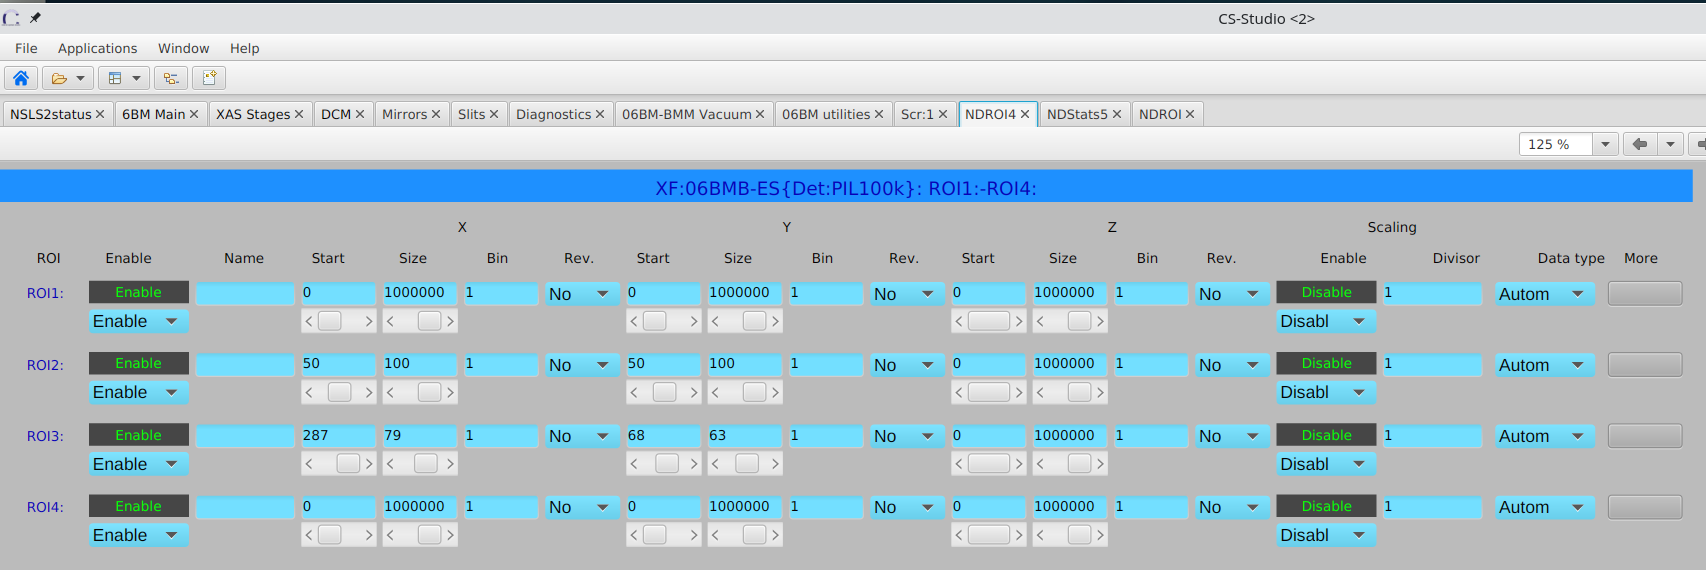 CS-Studio <2>
File Applications Window Help
NSLS2status 6BM Main XAS Stages DCM Mirrors Slits Diagnostics 06BM-BMM Vacuum 06BM utilities Scr:1 NDROI4 NDStats5 NDROI
125 %
XF:06BMB-ES{Det:PIL100k}: ROI1:-ROI4:
X Y Z Scaling
ROI Enable Name Start Size Bin Rev. Start Size Bin Rev. Start Size Bin Rev. Enable Divisor Data type More
ROI1: Enable 0 1000000 1 No 0 1000000 1 No 0 1000000 1 No Disable 1 Autom
Enable Disabl
ROI2: Enable 50 100 1 No 50 100 1 No 0 1000000 1 No Disable 1 Autom
Enable Disabl
ROI3: Enable 287 79 1 No 68 63 1 No 0 1000000 1 No Disable 1 Autom
Enable Disabl
ROI4: Enable 0 1000000 1 No 0 1000000 1 No 0 1000000 1 No Disable 1 Autom
Enable Disabl